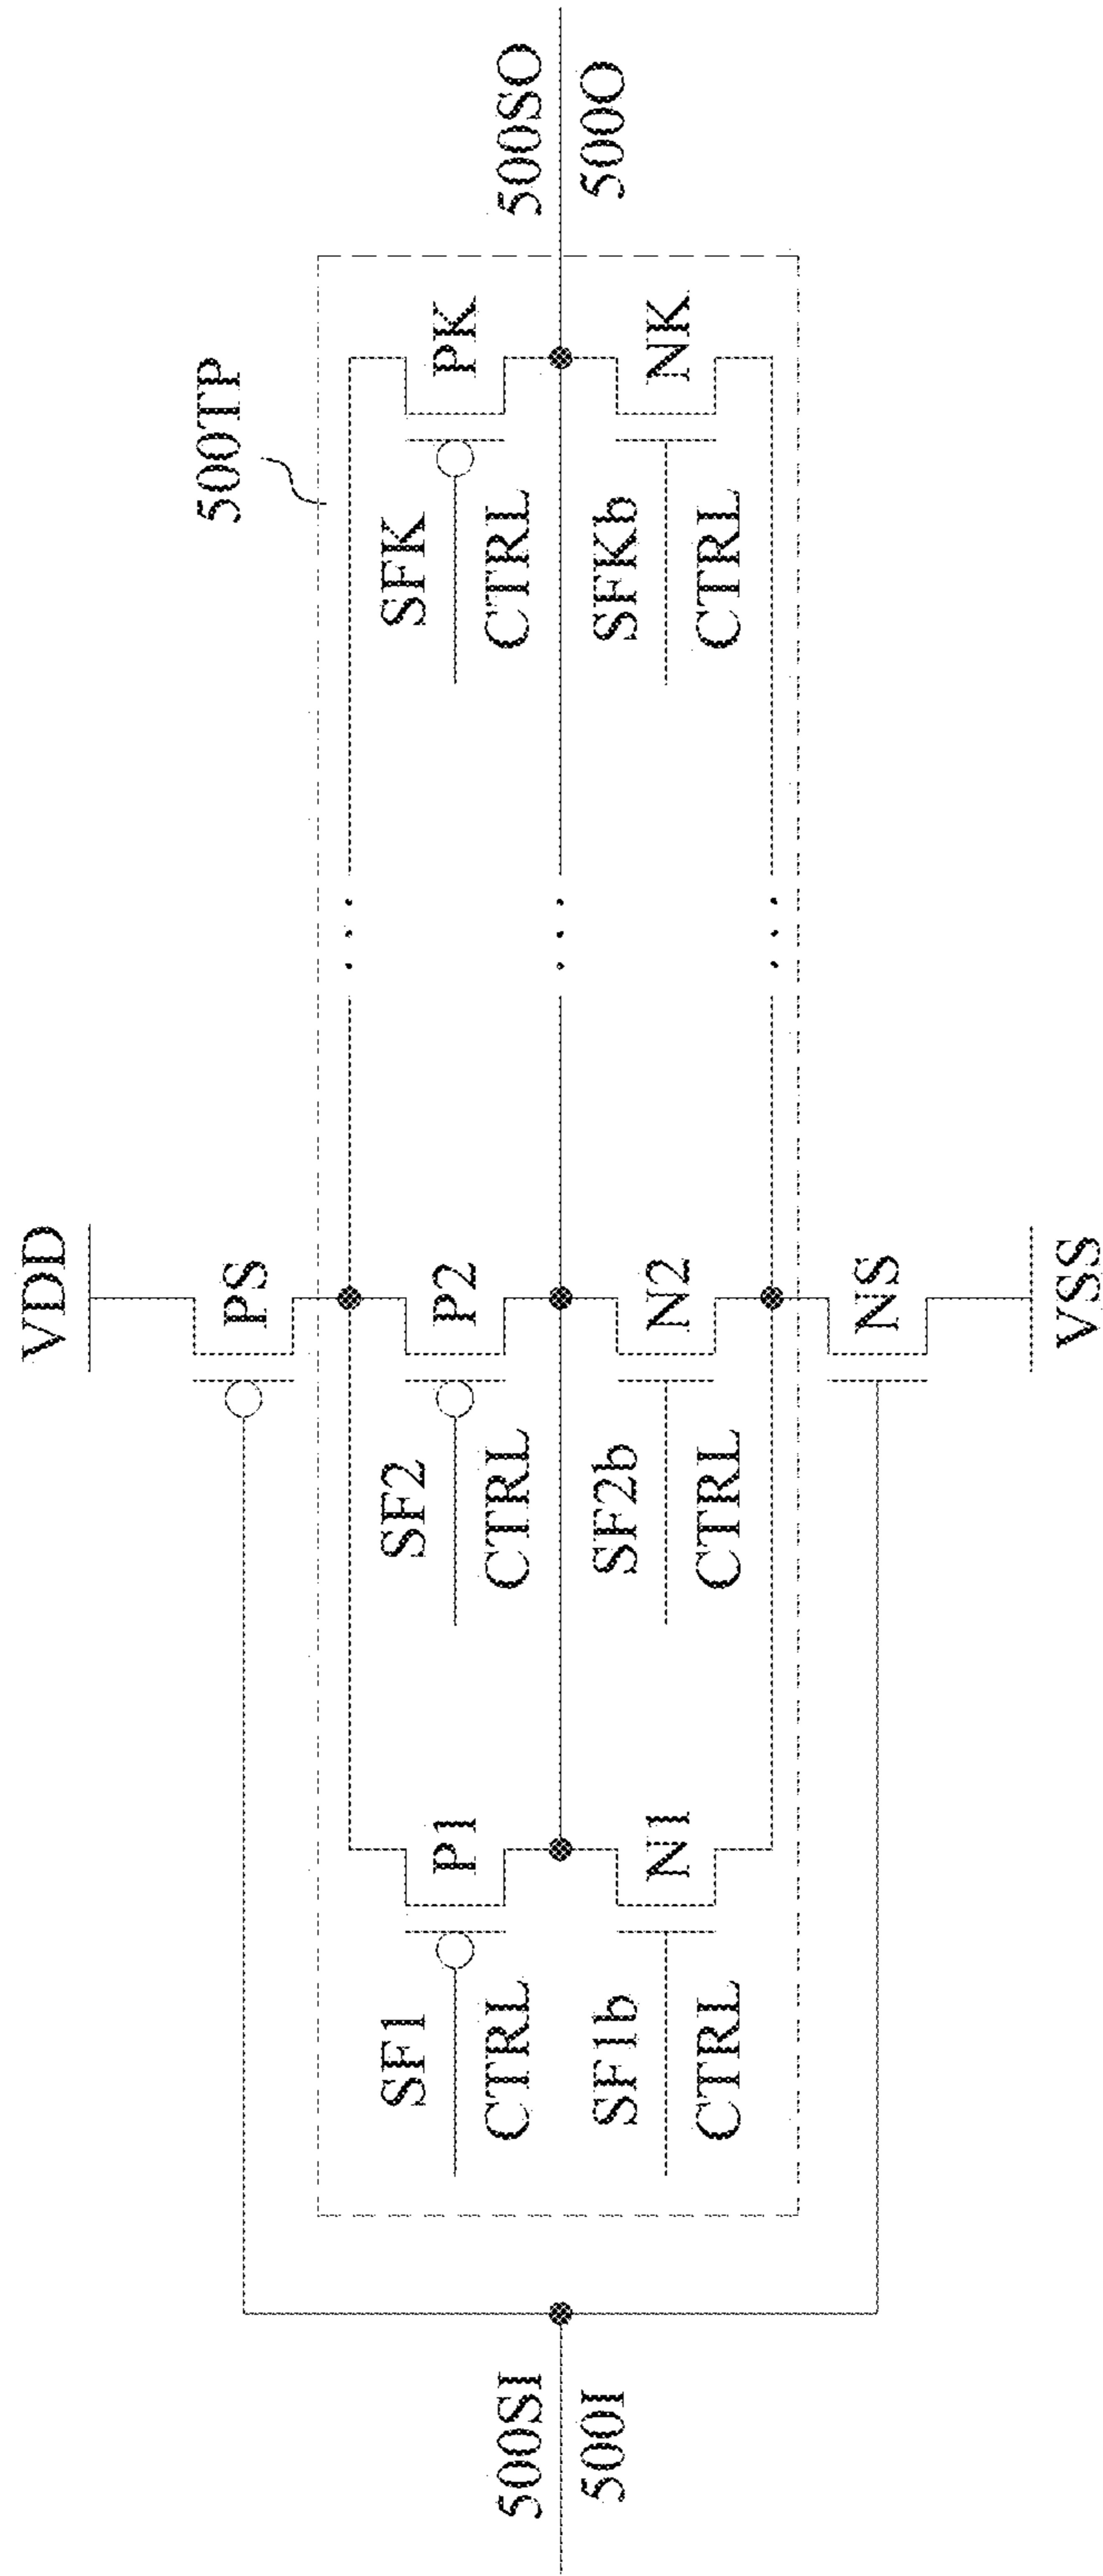 VDD
500TP
PS
SF1
CTRL
P1
SF2
CTRL
P2
SFK
CTRL
PK
500SI
500I
500SO
500O
SF1b
CTRL
N1
SF2b
CTRL
N2
SFKb
CTRL
NK
NS
VSS